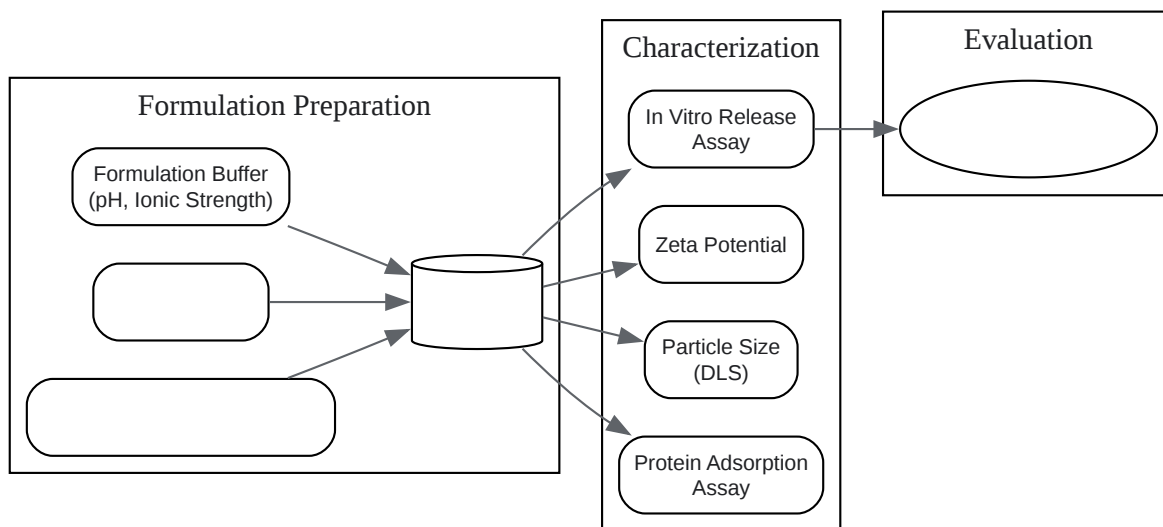 Formulation Preparation
Formulation Buffer
(pH, Ionic Strength)
Characterization
In Vitro Release
Assay
Zeta Potential
Particle Size
(DLS)
Protein Adsorption
Assay
Evaluation